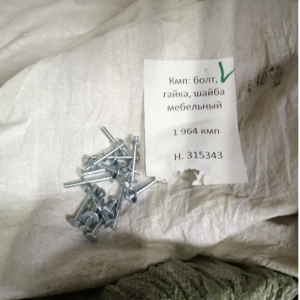 Кмп: болт,
гайка, шайба
мебельный
1 964 кмп
Н. 315343